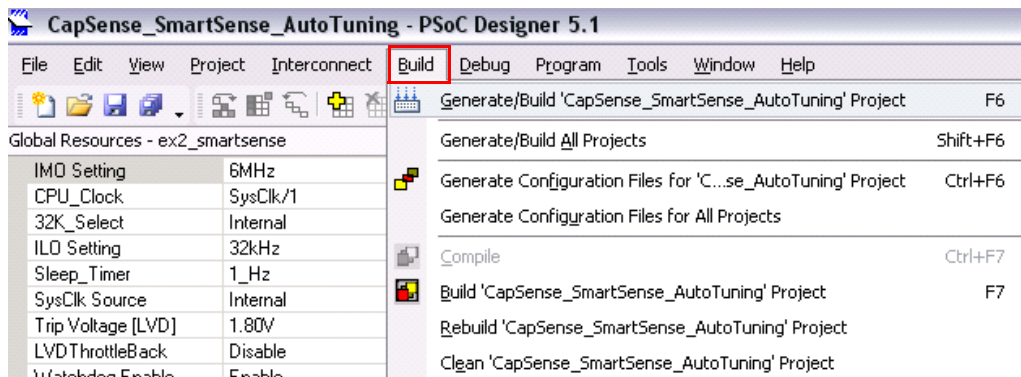 CapSense_SmartSense_AutoTuning - PSoC Designer 5.1
File Edit View Project Interconnect Build Debug Program Tools Window Help
Generate/Build 'CapSense_SmartSense_AutoTuning' Project F6
Global Resources - ex2_smartsense
Generate/Build All Projects Shift+F6
IMO Setting 6MHz
Generate Configuration Files for 'C...se_AutoTuning' Project Ctrl+F6
CPU_Clock SysClk/1
32K_Select Internal
Generate Configuration Files for All Projects
ILO Setting 32kHz
Compile Ctrl+F7
Sleep_Timer 1_Hz
SysClk Source Internal
Build 'CapSense_SmartSense_AutoTuning' Project F7
Trip Voltage [LVD] 1.80V
Rebuild 'CapSense_SmartSense_AutoTuning' Project
LVDThrottleBack Disable
Clean 'CapSense_SmartSense_AutoTuning' Project
Watchdog Enable Enable